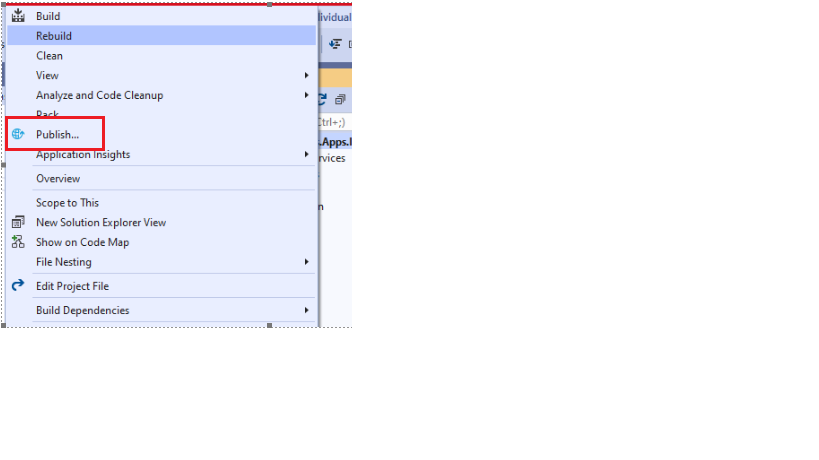 Build
Rebuild
Clean
View
Analyze and Code Cleanup
Pack
Publish...
Application Insights
Overview
Scope to This
New Solution Explorer View
Show on Code Map
File Nesting
Edit Project File
Build Dependencies
ividual
Ctrl+;)
.Apps.
rvices
n